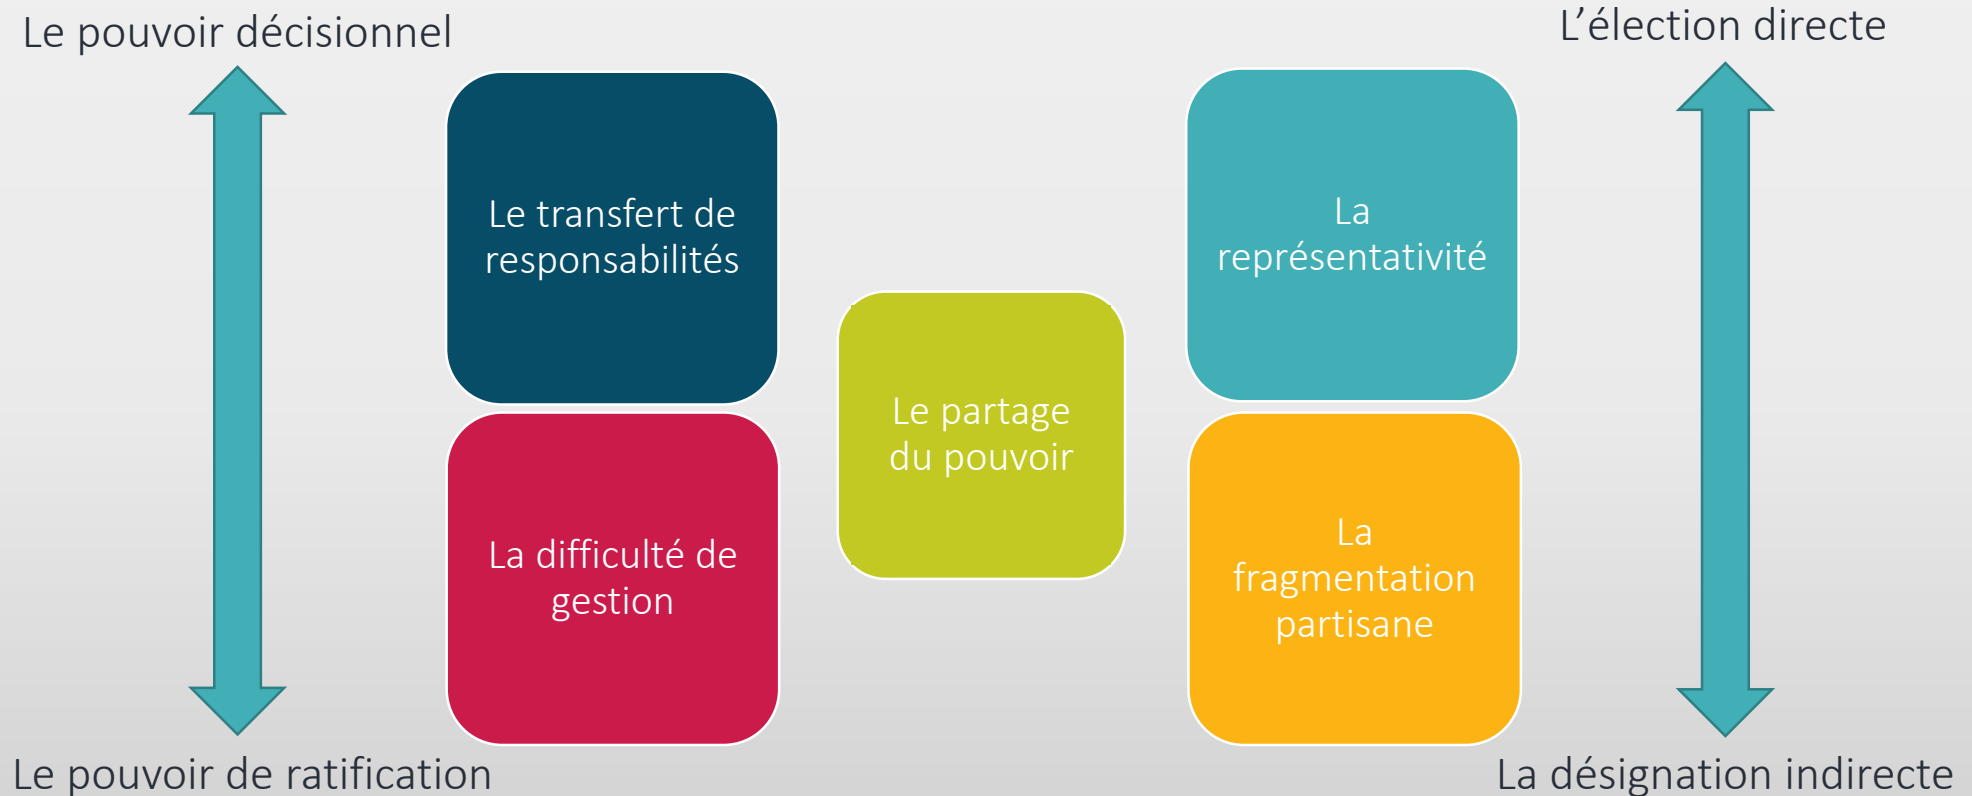 Le pouvoir décisionnel
L’élection directe
Le transfert de
responsabilités
La
représentativité
Le partage
du pouvoir
La difficulté de
gestion
La
fragmentation
partisane
Le pouvoir de ratification
La désignation indirecte